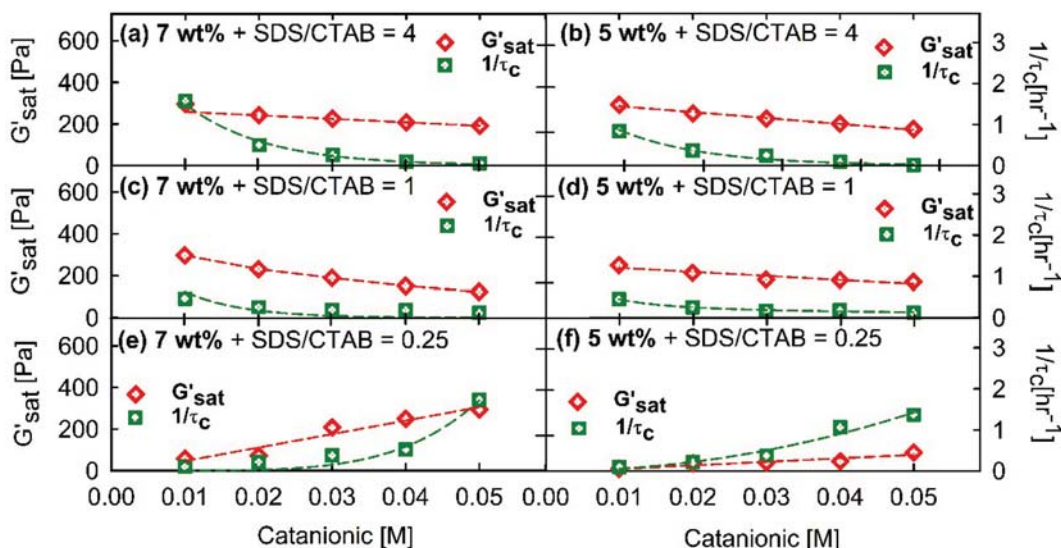 (a) 7 wt% + SDS/CTAB = 4
(b) 5 wt% + SDS/CTAB = 4
G'sat [Pa]
600
400
200
0
G'sat
1/τc
G'sat
1/τc
3
2
1
0
1/τc[hr-1]
(c) 7 wt% + SDS/CTAB = 1
(d) 5 wt% + SDS/CTAB = 1
G'sat [Pa]
600
400
200
0
G'sat
1/τc
G'sat
1/τc
3
2
1
0
1/τc[hr-1]
(e) 7 wt% + SDS/CTAB = 0.25
(f) 5 wt% + SDS/CTAB = 0.25
G'sat [Pa]
600
400
200
0
G'sat
1/τc
G'sat
1/τc
3
2
1
0
1/τc[hr-1]
0.00 0.01 0.02 0.03 0.04 0.05 0.00 0.01 0.02 0.03 0.04 0.05
Catanionic [M]
Catanionic [M]